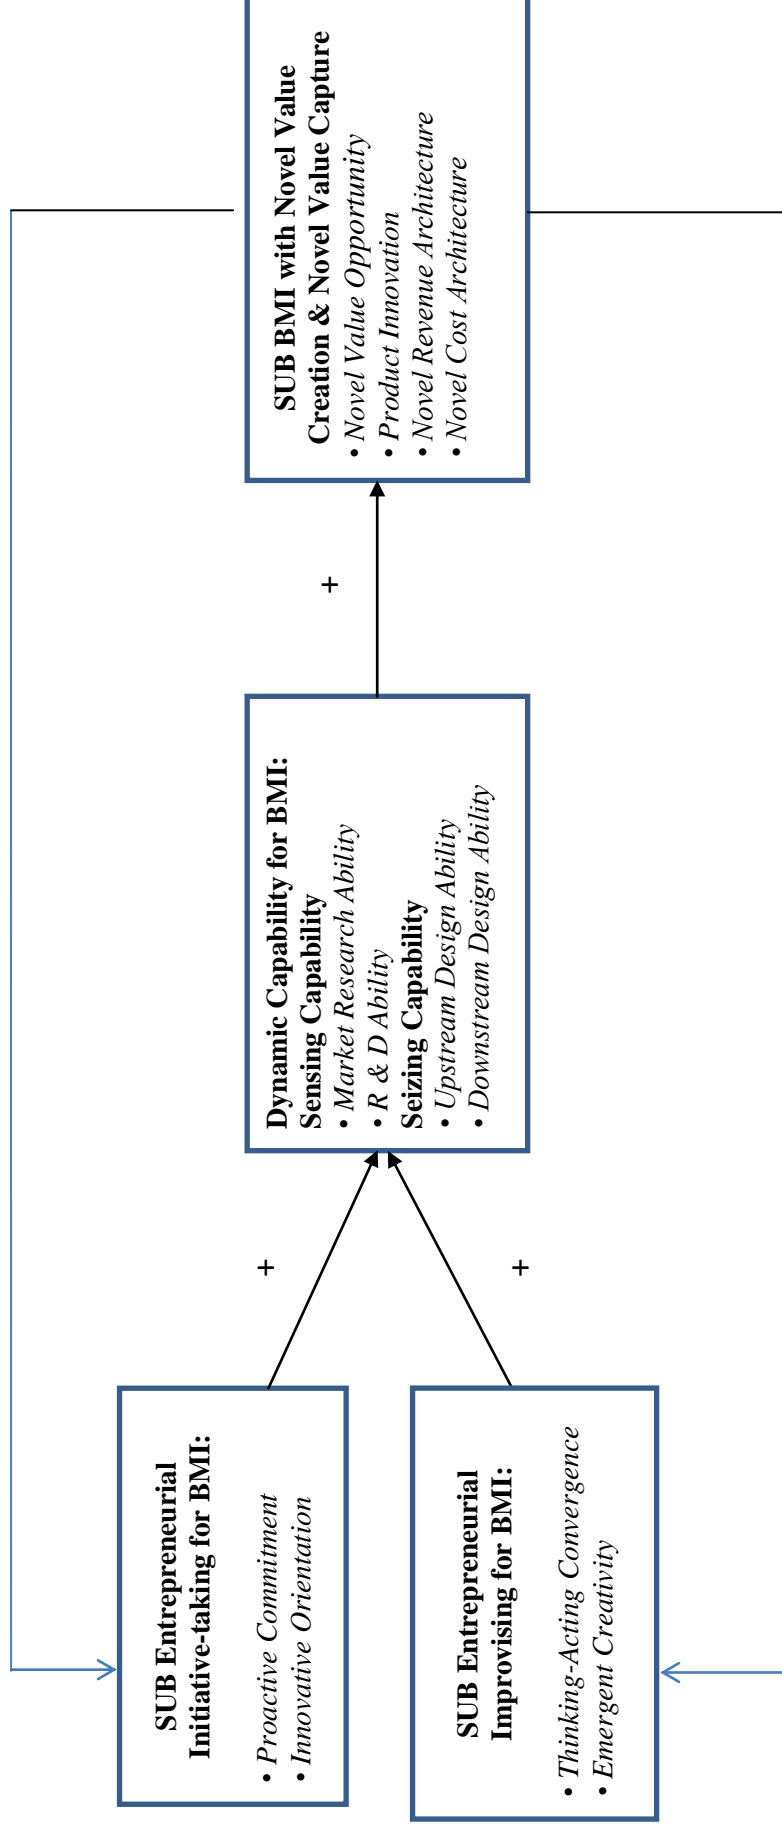 SUB Entrepreneurial
Initiative-taking for BMI:
• Proactive Commitment
• Innovative Orientation
SUB Entrepreneurial
Improvising for BMI:
• Thinking-Acting Convergence
• Emergent Creativity
+
+
Dynamic Capability for BMI:
Sensing Capability
• Market Research Ability
• R & D Ability
Seizing Capability
• Upstream Design Ability
• Downstream Design Ability
+
SUB BMI with Novel Value
Creation & Novel Value Capture
• Novel Value Opportunity
• Product Innovation
• Novel Revenue Architecture
• Novel Cost Architecture